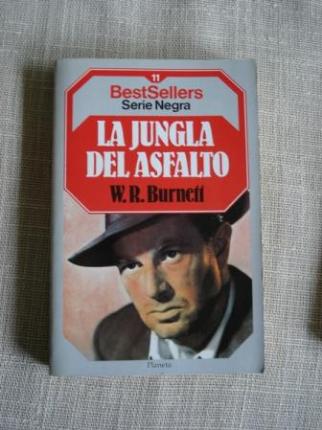 11
BestSellers
Serie Negra
LA JUNGLA
DEL ASFALTO
W. R. Burnett
Planeta